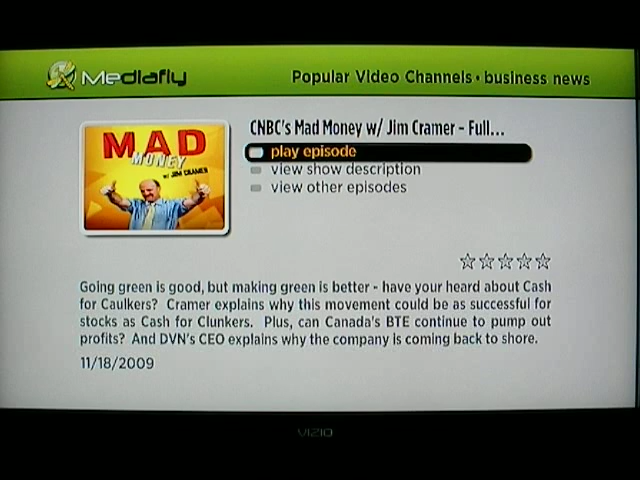 Mediafly
Popular Video Channels • business news
CNBC's Mad Money w/ Jim Cramer - Full...
MAD
MONEY
w/ JIM CRAMER
play episode
view show description
view other episodes
Going green is good, but making green is better - have your heard about Cash
for Caulkers? Cramer explains why this movement could be as successful for
stocks as Cash for Clunkers. Plus, can Canada's BTE continue to pump out
profits? And DVN's CEO explains why the company is coming back to shore.
11/18/2009
VIZIO